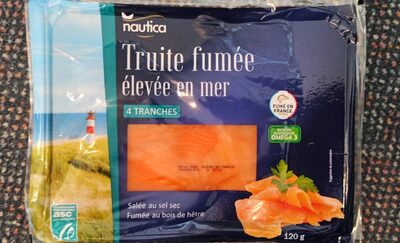 nautica
Truite fumée
élevée en mer
4 TRANCHES
FUMÉ EN
FRANCE
OMEGA 3
Salée au sel sec
Fumée au bois de hêtre
asc
120 g